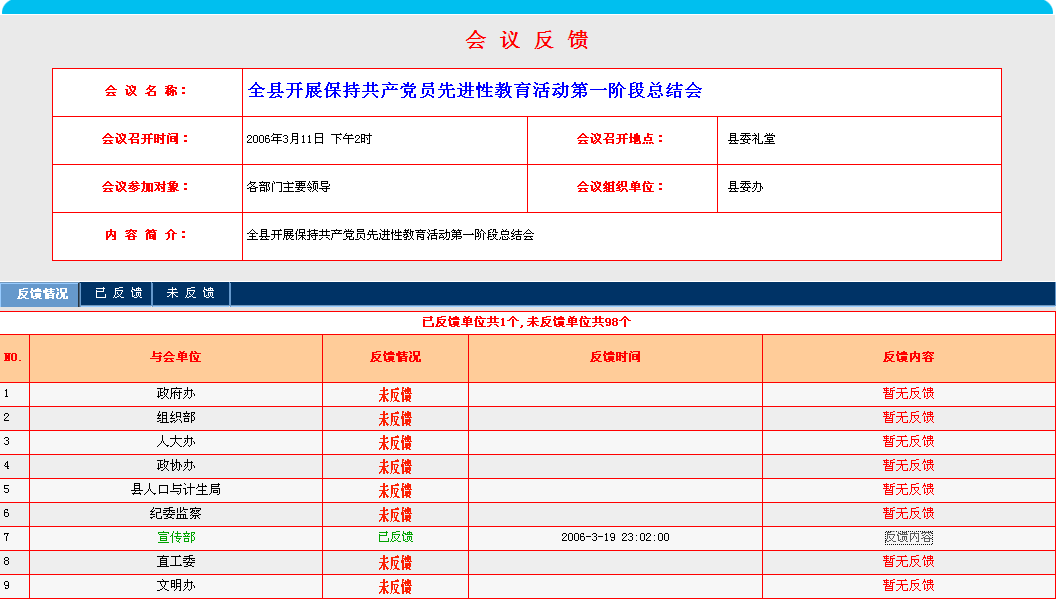 会 议 反 馈
会 议 名 称： 全县开展保持共产党员先进性教育活动第一阶段总结会
会议召开时间： 2006年3月11日 下午2时 会议召开地点： 县委礼堂
会议参加对象： 各部门主要领导 会议组织单位： 县委办
内 容 简 介： 全县开展保持共产党员先进性教育活动第一阶段总结会
反馈情况 已 反 馈 未 反 馈
已反馈单位共1个,未反馈单位共98个
NO. 与会单位 反馈情况 反馈时间 反馈内容
1 政府办 未反馈 暂无反馈
2 组织部 未反馈 暂无反馈
3 人大办 未反馈 暂无反馈
4 政协办 未反馈 暂无反馈
5 县人口与计生局 未反馈 暂无反馈
6 纪委监察 未反馈 暂无反馈
7 宣传部 已反馈 2006-3-19 23:02:00 反馈内容
8 直工委 未反馈 暂无反馈
9 文明办 未反馈 暂无反馈